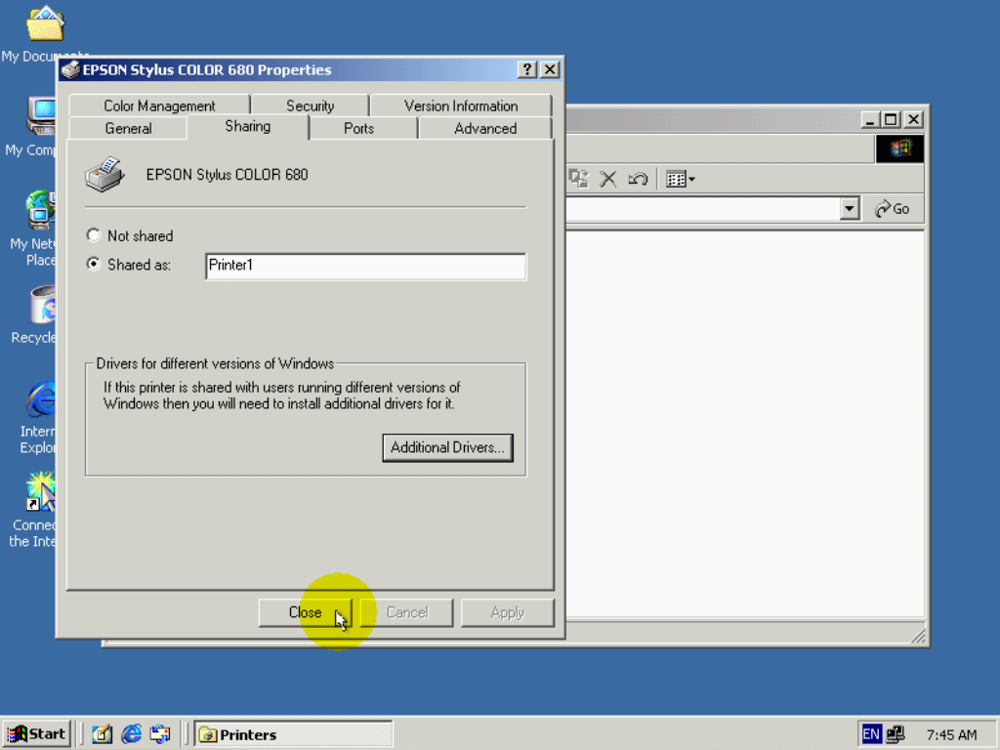 My Documents
EPSON Stylus COLOR 680 Properties
Color Management
Security
Version Information
General
Sharing
Ports
Advanced
My Comp
EPSON Stylus COLOR 680
Go
My Net
Place
Not shared
Shared as:
Printer1
Recycle
Drivers for different versions of Windows
If this printer is shared with users running different versions of
Windows then you will need to install additional drivers for it.
Additional Drivers...
Intern
Explo
Connec
the Inte
Close
Cancel
Apply
Start
Printers
EN
7:45 AM